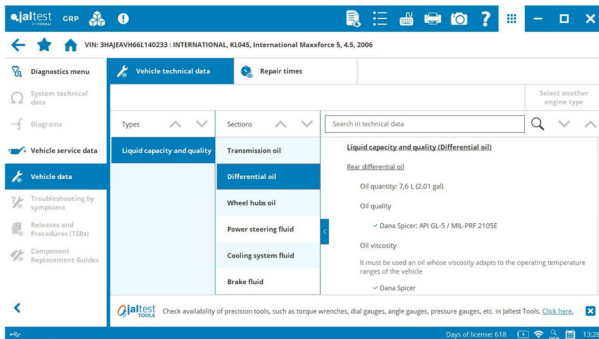 jaltest GRP
VIN: 3HAJEAVH66L140233 : INTERNATIONAL, KL045, International Maxxforce 5, 4.5, 2006
Diagnostics menu
System technical data
Diagrams
Vehicle service data
Vehicle data
Troubleshooting by symptoms
Releases and Procedures (TSBs)
Component Replacement Guides
Vehicle technical data
Repair times
Select another engine type
Types
Liquid capacity and quality
Sections
Transmission oil
Differential oil
Wheel hubs oil
Power steering fluid
Cooling system fluid
Brake fluid
Search in technical data
Liquid capacity and quality (Differential oil)
Rear differential oil
Oil quantity: 7,6 L (2.01 gal)
Oil quality
✓ Dana Spicer: API GL-5 / MIL-PRF 2105E
Oil viscosity
It must be used an oil whose viscosity adapts to the operating temperature
ranges of the vehicle
✓ Dana Spicer
jaltest TOOLS
Check availability of precision tools, such as torque wrenches, dial gauges, angle gauges, pressure gauges, etc. in Jaltest Tools. Click here.
Days of license: 618
13:28